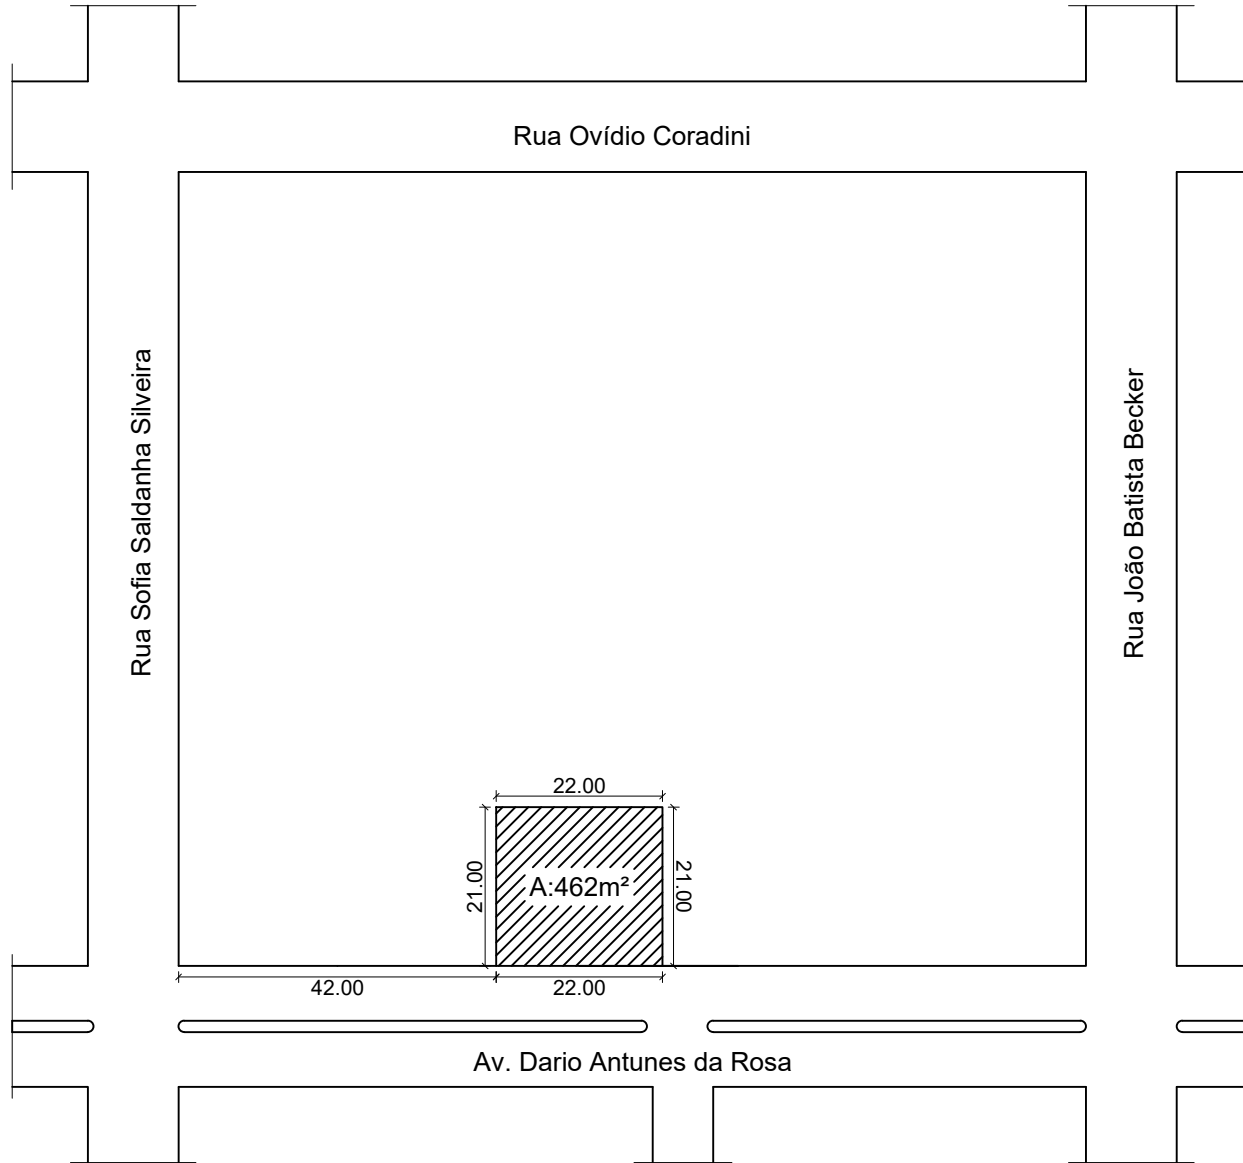 Rua Ovídio Coradini
Rua Sofia Saldanha Silveira
Rua João Batista Becker
22.00
21.00
A:462m²
21.00
42.00
22.00
Av. Dario Antunes da Rosa